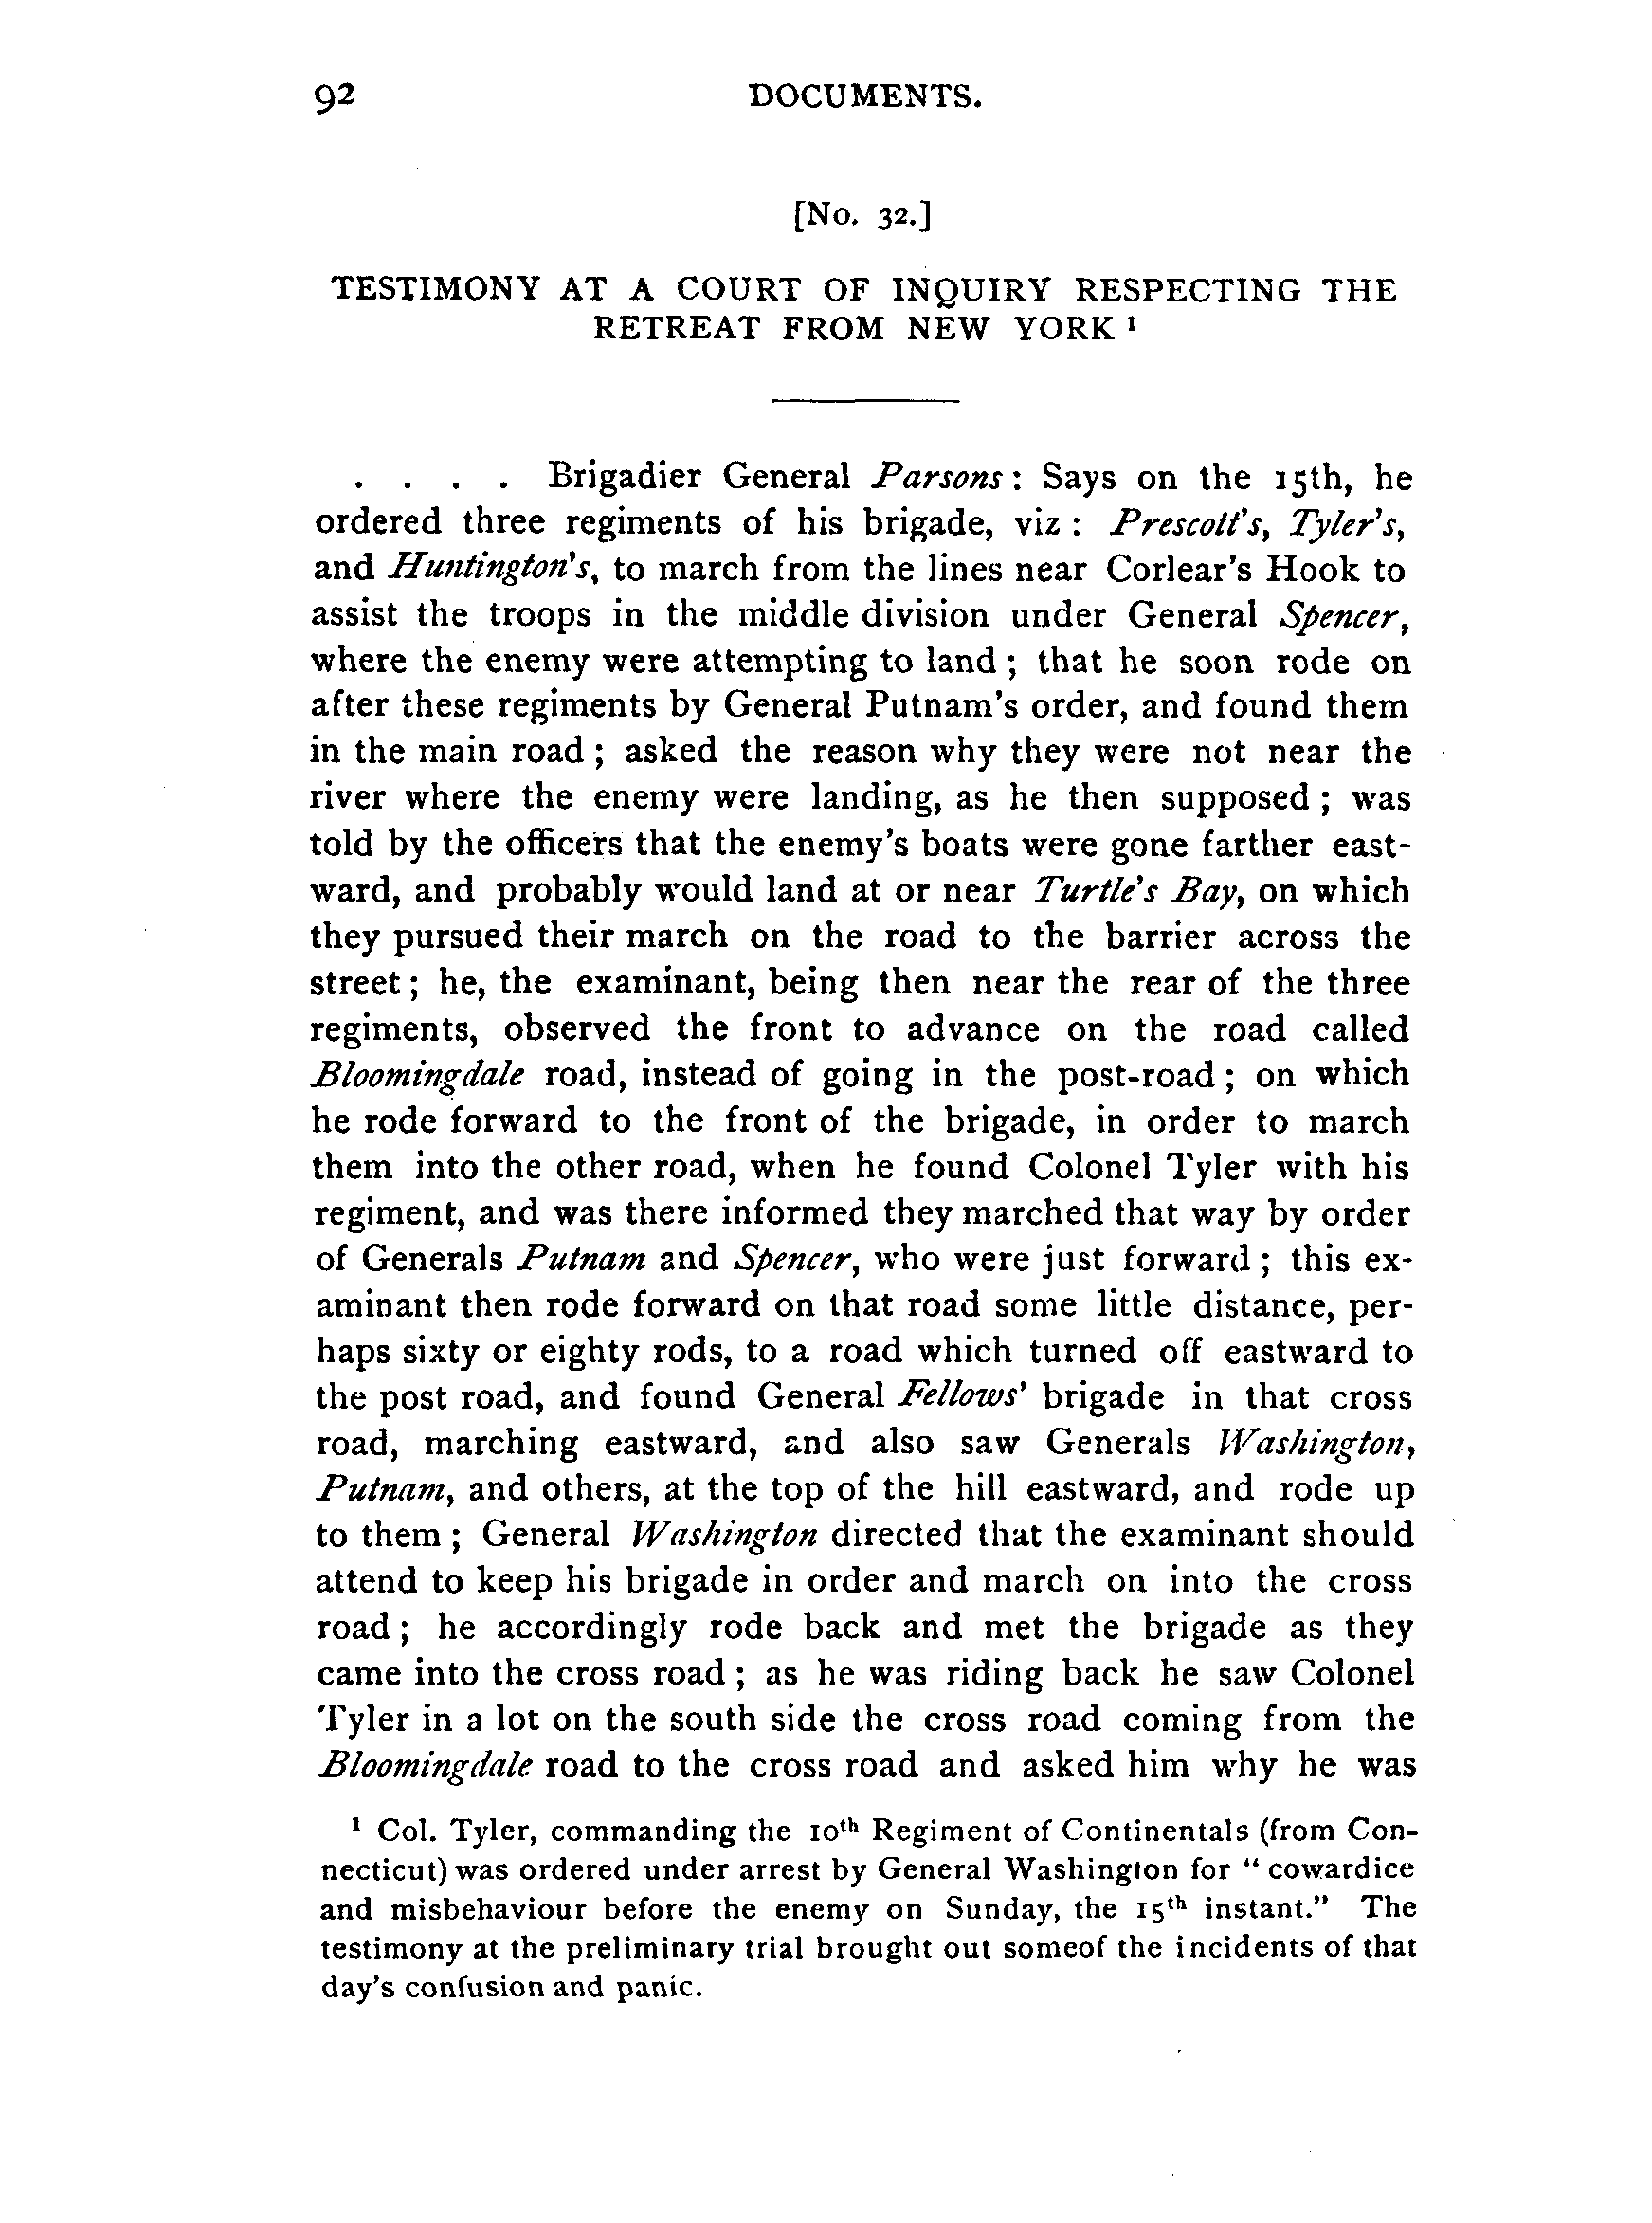 92 DOCUMENTS.
[No. 32.]
TESTIMONY AT A COURT OF INQUIRY RESPECTING THE
RETREAT FROM NEW YORK ¹
. . . . Brigadier General Parsons: Says on the 15th, he
ordered three regiments of his brigade, viz : Prescott's, Tyler's,
and Huntington's, to march from the lines near Corlear's Hook to
assist the troops in the middle division under General Spencer,
where the enemy were attempting to land ; that he soon rode on
after these regiments by General Putnam's order, and found them
in the main road ; asked the reason why they were not near the
river where the enemy were landing, as he then supposed ; was
told by the officers that the enemy's boats were gone farther east-
ward, and probably would land at or near Turtle's Bay, on which
they pursued their march on the road to the barrier across the
street ; he, the examinant, being then near the rear of the three
regiments, observed the front to advance on the road called
Bloomingdale road, instead of going in the post-road ; on which
he rode forward to the front of the brigade, in order to march
them into the other road, when he found Colonel Tyler with his
regiment, and was there informed they marched that way by order
of Generals Putnam and Spencer, who were just forward ; this ex-
aminant then rode forward on that road some little distance, per-
haps sixty or eighty rods, to a road which turned off eastward to
the post road, and found General Fellows' brigade in that cross
road, marching eastward, and also saw Generals Washington,
Putnam, and others, at the top of the hill eastward, and rode up
to them ; General Washington directed that the examinant should
attend to keep his brigade in order and march on into the cross
road ; he accordingly rode back and met the brigade as they
came into the cross road ; as he was riding back he saw Colonel
Tyler in a lot on the south side the cross road coming from the
Bloomingdale road to the cross road and asked him why he was
¹ Col. Tyler, commanding the 10th Regiment of Continentals (from Con-
necticut) was ordered under arrest by General Washington for " cowardice
and misbehaviour before the enemy on Sunday, the 15th instant." The
testimony at the preliminary trial brought out someof the incidents of that
day's confusion and panic.